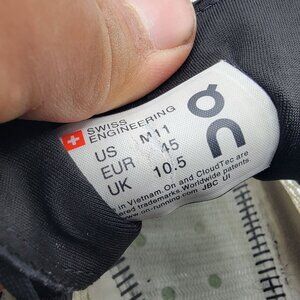 SWISS
ENGINEERING
US M11
EUR 45
UK 10.5
in Vietnam. On and CloudTec are
trademarks. Worldwide patents
www.on-running.com JBC UI
On